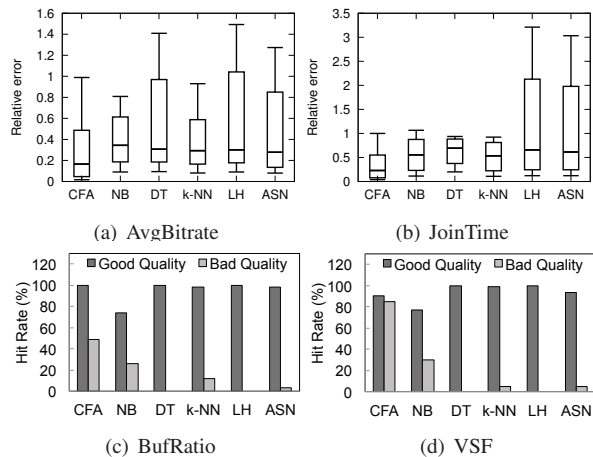 1.6
1.4
1.2
1
0.8
0.6
0.4
0.2
0
Relative error
CFA NB DT k-NN LH ASN
(a) AvgBitrate
3.5
3
2.5
2
1.5
1
0.5
0
Relative error
CFA NB DT k-NN LH ASN
(b) JoinTime
Good Quality Bad Quality
120
100
80
60
40
20
0
Hit Rate (%)
CFA NB DT k-NN LH ASN
(c) BufRatio
Good Quality Bad Quality
120
100
80
60
40
20
0
Hit Rate (%)
CFA NB DT k-NN LH ASN
(d) VSF